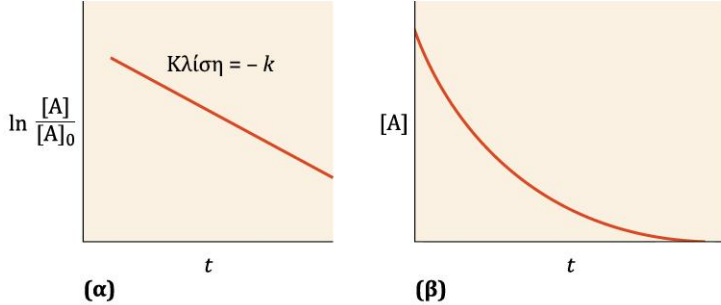 Κλίση = – k
ln [A]/[A]₀
t
(α)
[A]
t
(β)